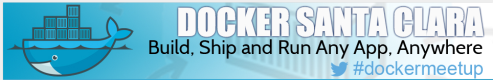 DOCKER SANTA CLARA
Build, Ship and Run Any App, Anywhere
#dockermeetup